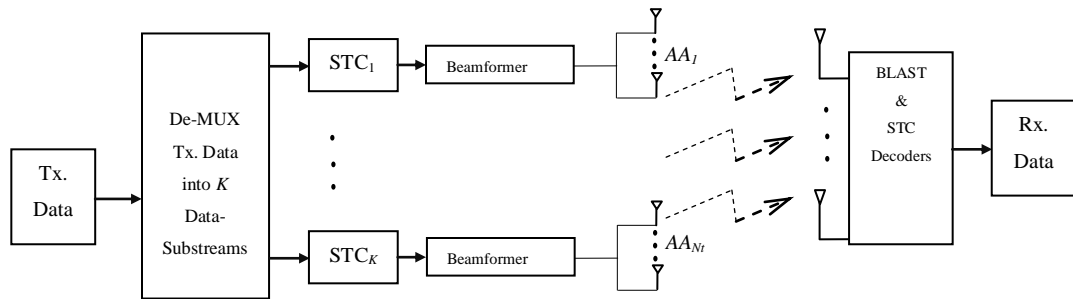 Tx.
Data
De-MUX
Tx. Data
into K
Data-
Substreams
STC1
Beamformer
AA1
STCK
Beamformer
AANt
BLAST
&
STC
Decoders
Rx.
Data